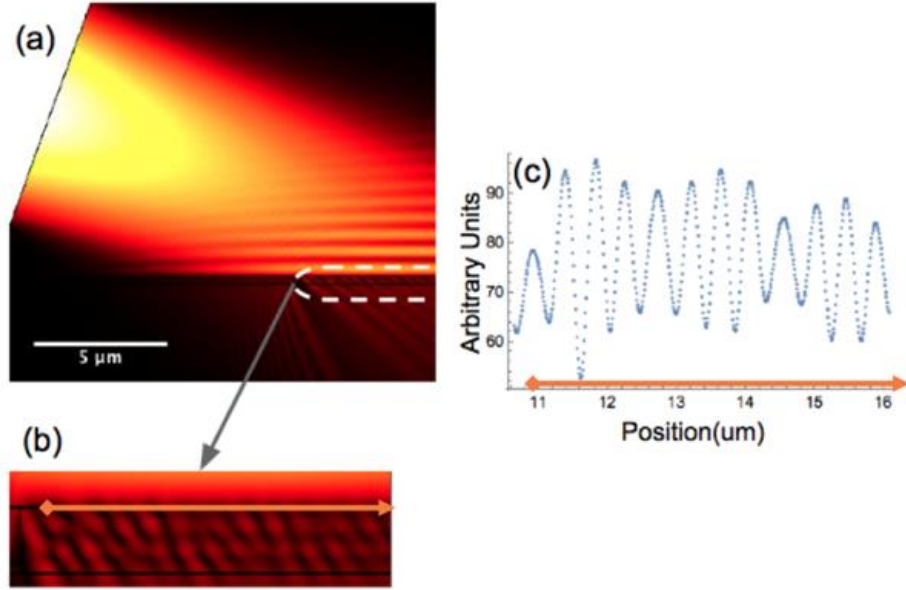 (a)
5 μm
(b)
(c)
Arbitrary Units
90
80
70
60
11 12 13 14 15 16
Position(um)